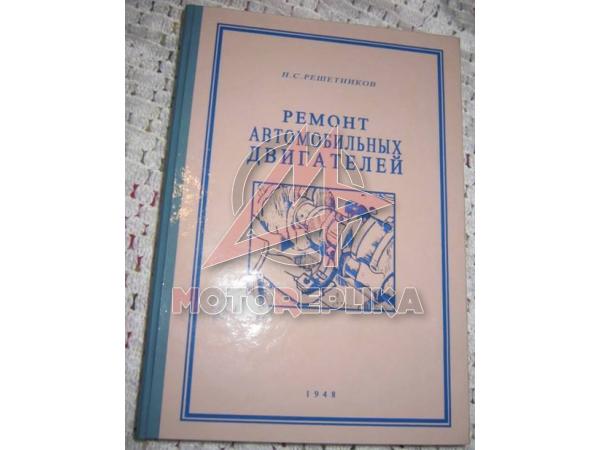 Н.С.РЕШЕТНИКОВ
РЕМОНТ
АВТОМОБИЛЬНЫХ
ДВИГАТЕЛЕЙ
MOTOREPLIKA
1948